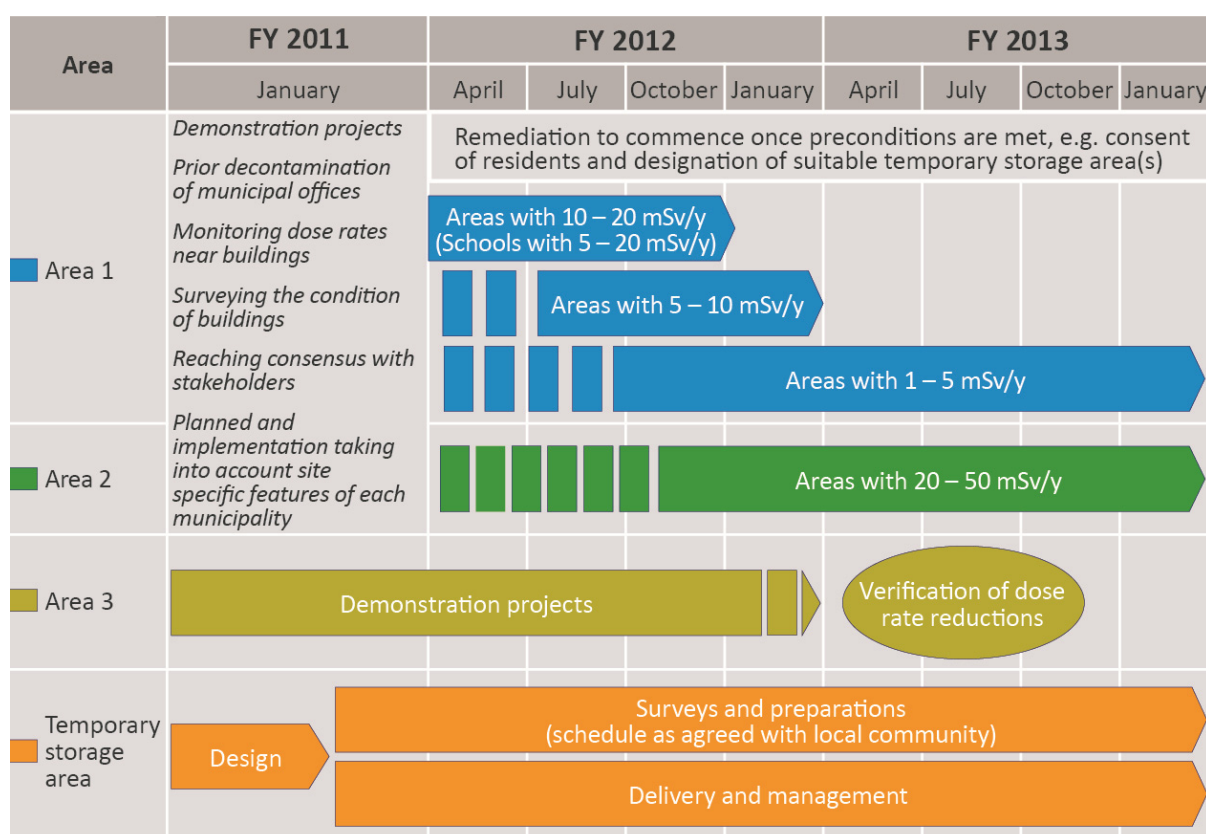 Area
FY 2011
FY 2012
FY 2013
January
April
July
October
January
April
July
October
January
Area 1
Demonstration projects
Prior decontamination
of municipal offices
Monitoring dose rates
near buildings
Surveying the condition
of buildings
Reaching consensus with
stakeholders
Planned and
implementation taking
into account site
specific features of each
municipality
Remediation to commence once preconditions are met, e.g. consent
of residents and designation of suitable temporary storage area(s)
Areas with 10 – 20 mSv/y
(Schools with 5 – 20 mSv/y)
Areas with 5 – 10 mSv/y
Areas with 1 – 5 mSv/y
Area 2
Areas with 20 – 50 mSv/y
Area 3
Demonstration projects
Verification of dose
rate reductions
Temporary
storage
area
Design
Surveys and preparations
(schedule as agreed with local community)
Delivery and management